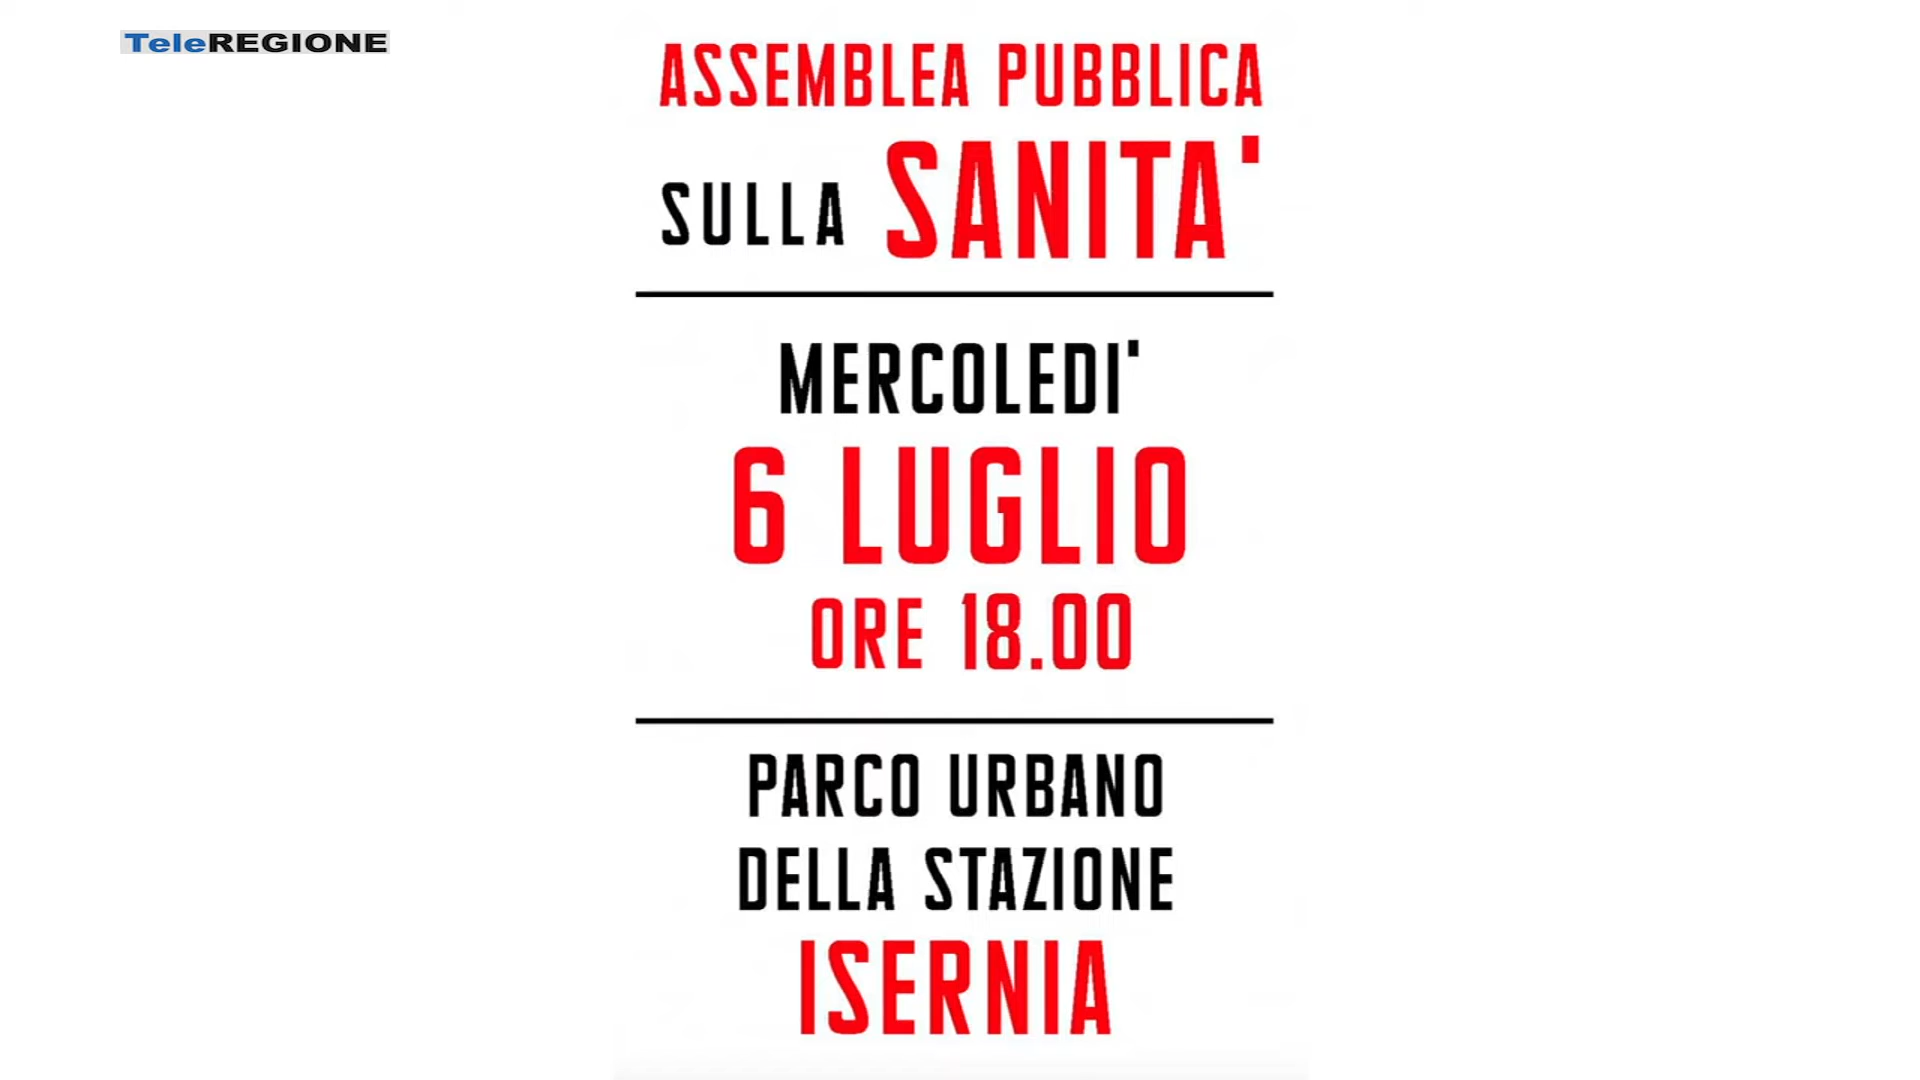 TeleREGIONE
ASSEMBLEA PUBBLICA
SULLA SANITA'
MERCOLEDI'
6 LUGLIO
ORE 18.00
PARCO URBANO
DELLA STAZIONE
ISERNIA